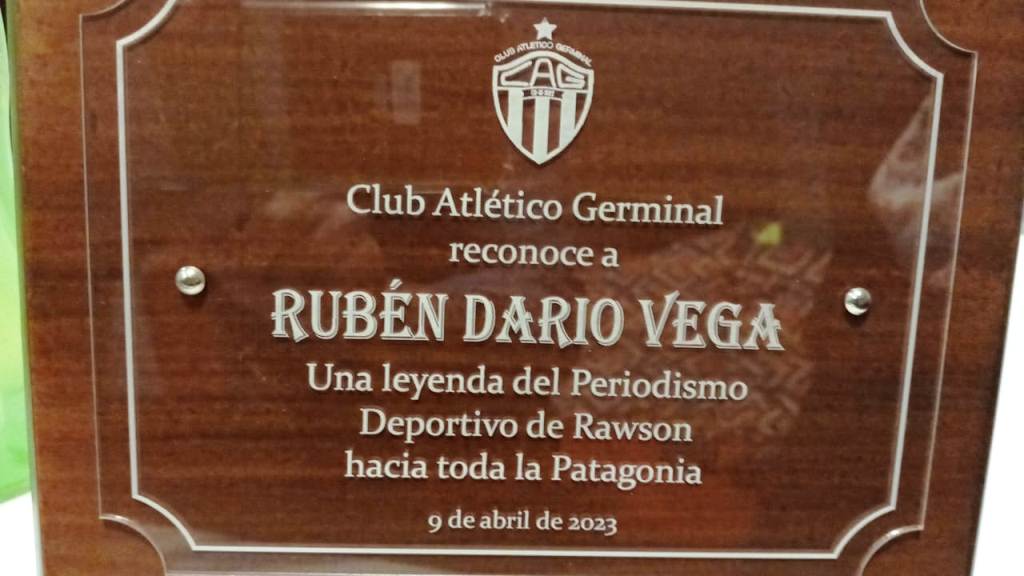 CLUB ATLETICO GERMINAL
CAG
Club Atlético Germinal
reconoce a
RUBÉN DARIO VEGA
Una leyenda del Periodismo
Deportivo de Rawson
hacia toda la Patagonia
9 de abril de 2023